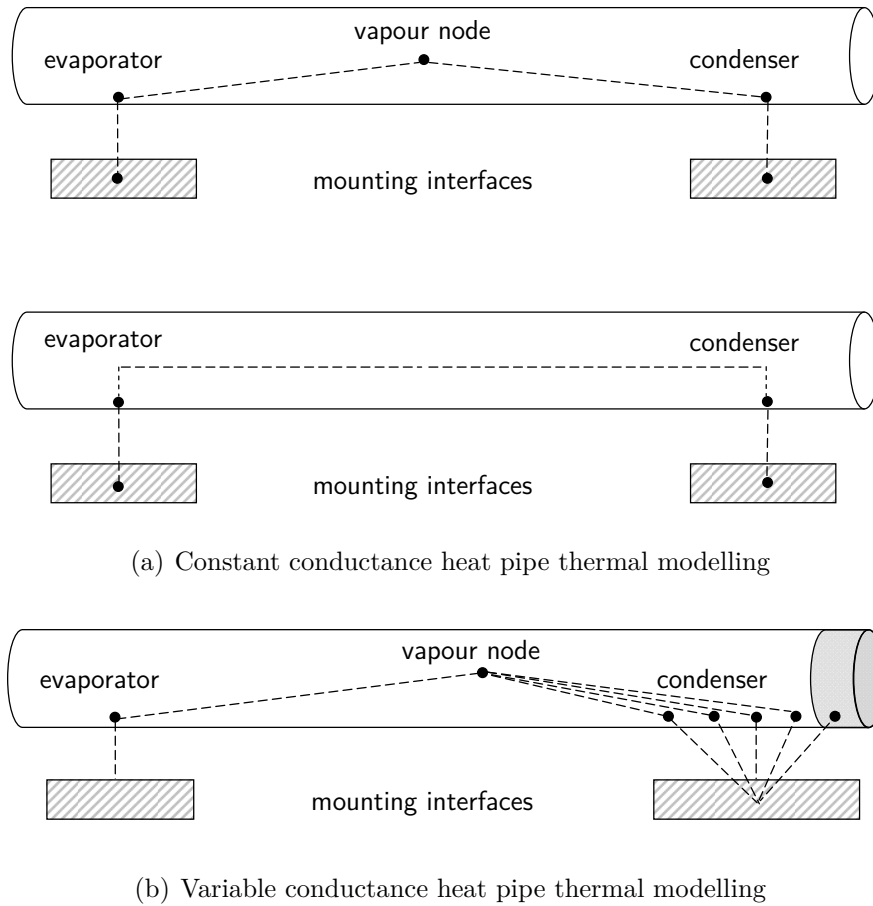 vapour node
evaporator
condenser
mounting interfaces
evaporator
condenser
mounting interfaces
(a) Constant conductance heat pipe thermal modelling
vapour node
evaporator
condenser
mounting interfaces
(b) Variable conductance heat pipe thermal modelling